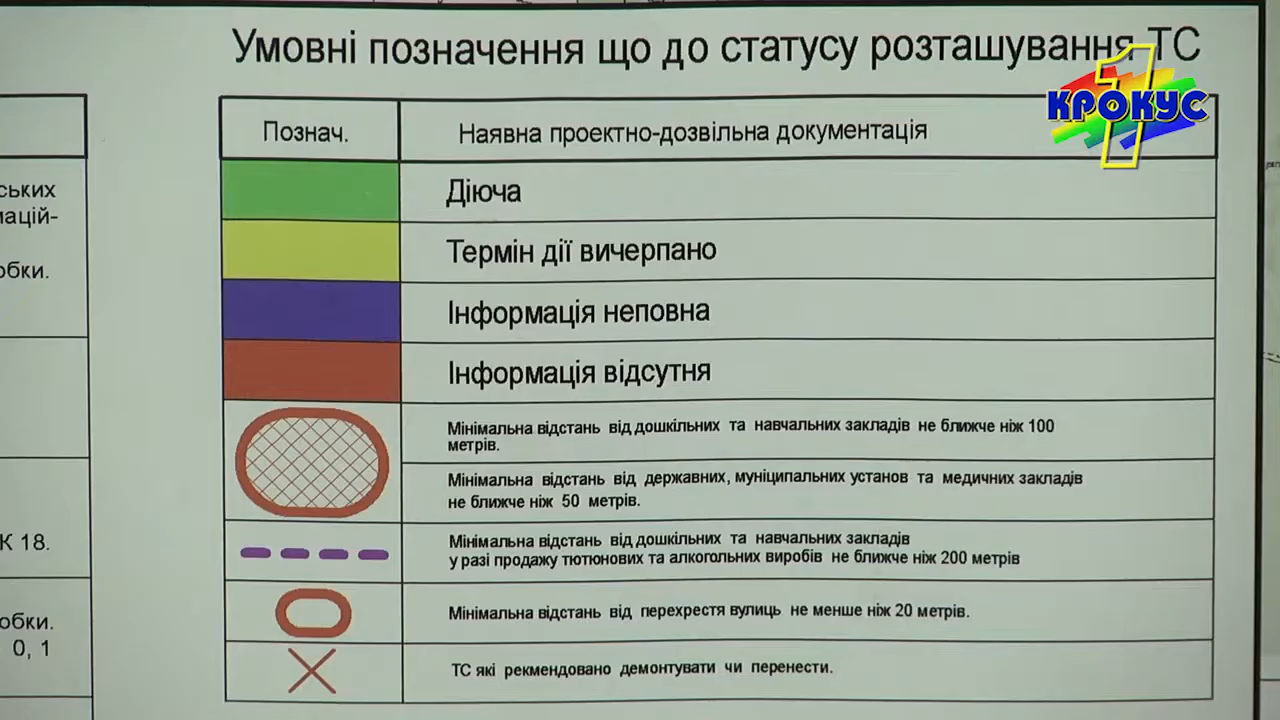 Умовні позначення що до статусу розташування ТС
1
КРОКУС
Познач.
Наявна проектно-дозвільна документація
ських
Діюча
мацій-
Термін дії вичерпано
обки.
Інформація неповна
Інформація відсутня
Мінімальна відстань від дошкільних та навчальних закладів не ближче ніж 100
метрів.
Мінімальна відстань від державних, муніципальних установ та медичних закладів
не ближче ніж 50 метрів.
К 18.
Мінімальна відстань від дошкільних та навчальних закладів
у разі продажу тютюнових та алкогольних виробів не ближче ніж 200 метрів
обки.
0, 1
Мінімальна відстань від перехрестя вулиць не менше ніж 20 метрів.
ТС які рекмендовано демонтувати чи перенести.